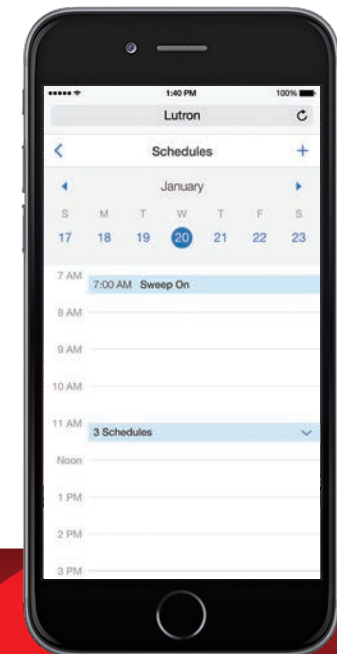 1:40 PM 100%
Lutron
Schedules
January
S M T W T F S
17 18 19 20 21 22 23
7 AM
7:00 AM Sweep On
8 AM
9 AM
10 AM
11 AM
3 Schedules
Noon
1 PM
2 PM
3 PM